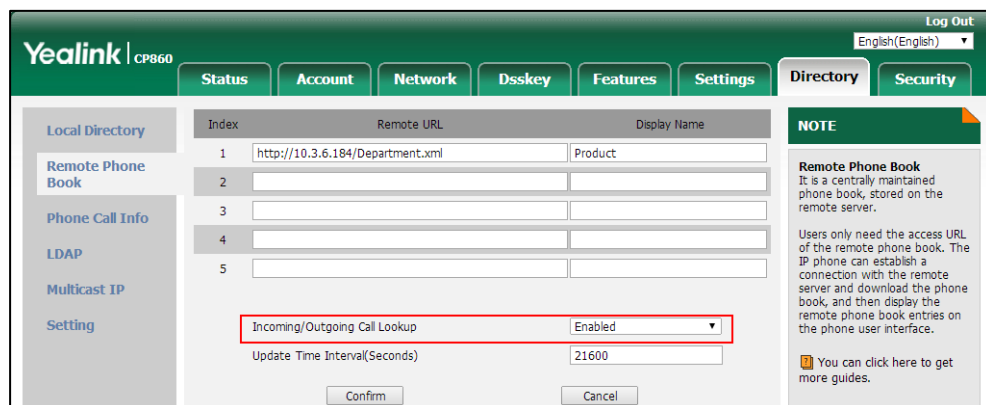 Log Out
Yealink CP860
English(English)
Status Account Network Dsskey Features Settings Directory Security
Local Directory
Remote Phone
Book
Phone Call Info
LDAP
Multicast IP
Setting
Index Remote URL Display Name
1 http://10.3.6.184/Department.xml Product
2
3
4
5
Incoming/Outgoing Call Lookup Enabled
Update Time Interval(Seconds) 21600
Confirm Cancel
NOTE
Remote Phone Book
It is a centrally maintained
phone book, stored on the
remote server.
Users only need the access URL
of the remote phone book. The
IP phone can establish a
connection with the remote
server and download the phone
book, and then display the
remote phone book entries on
the phone user interface.
You can click here to get
more guides.